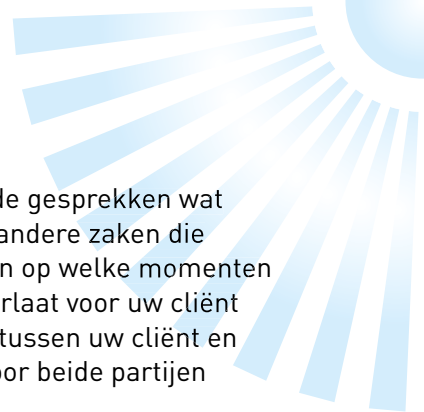 de gesprekken wat
andere zaken die
n op welke momenten
rlaat voor uw cliënt
tussen uw cliënt en
or beide partijen